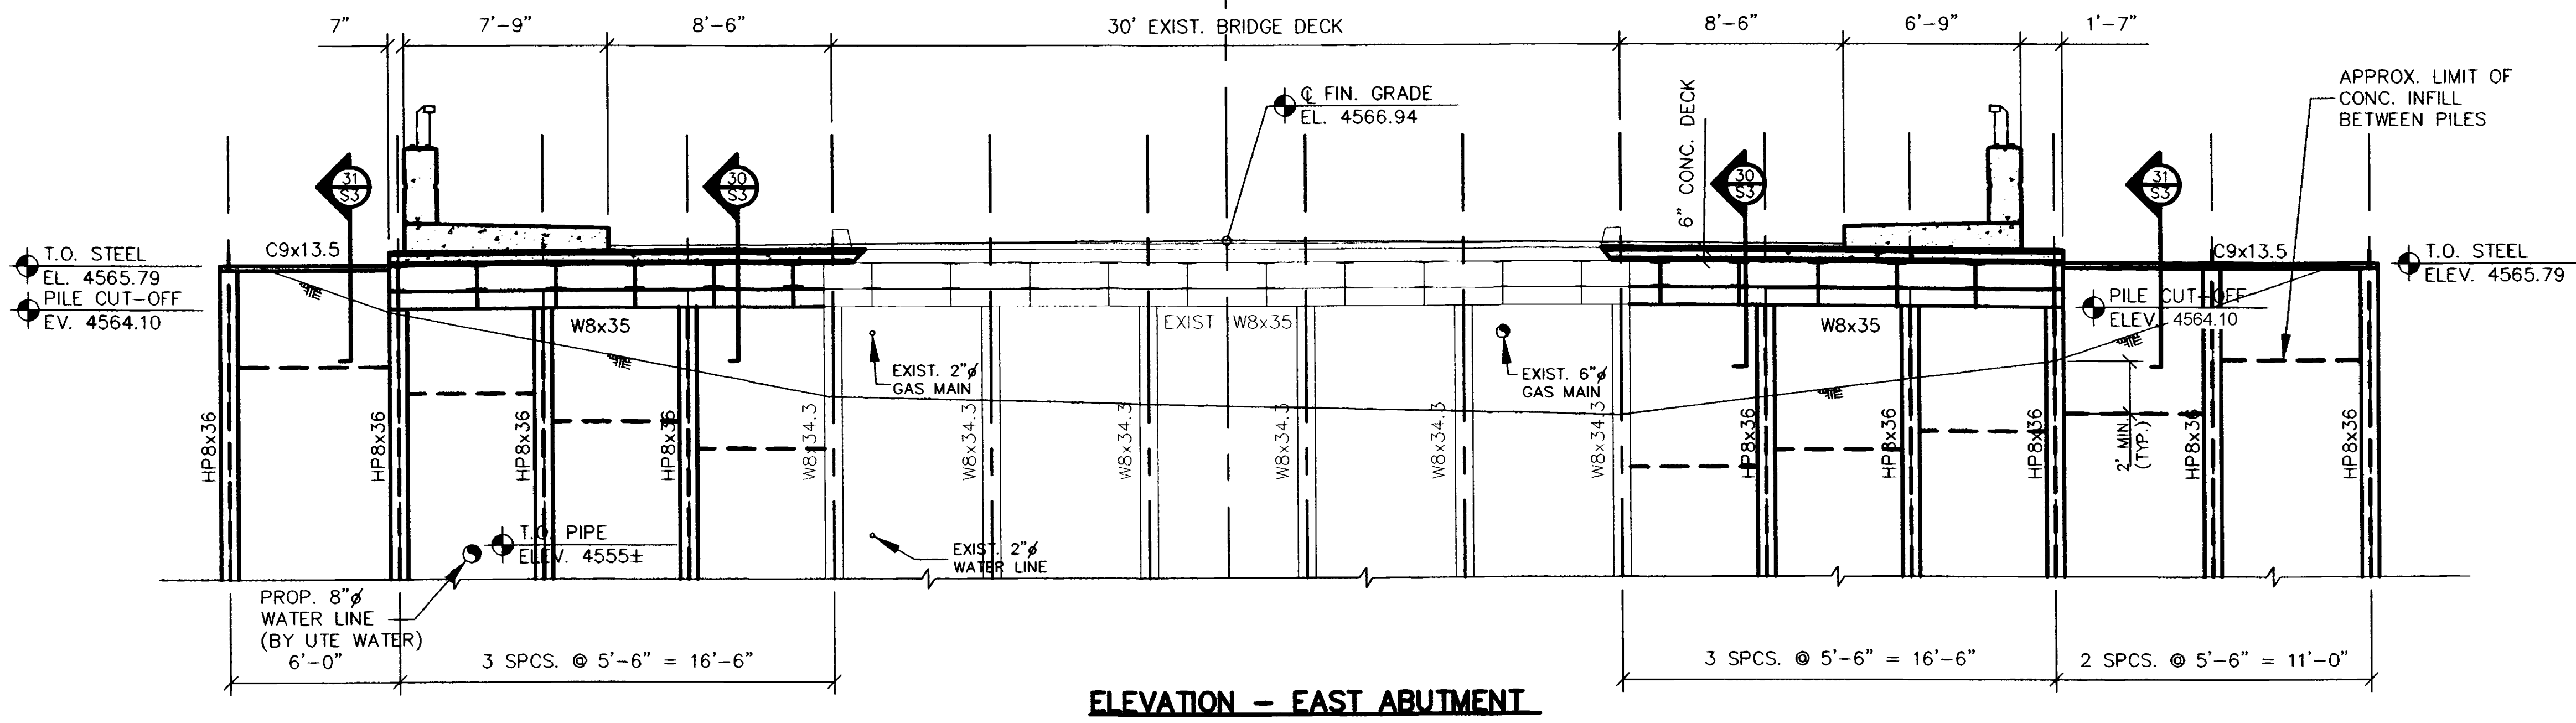 7" 7'-9" 8'-6" 30' EXIST. BRIDGE DECK 8'-6" 6'-9" 1'-7"
APPROX. LIMIT OF
CONC. INFILL
BETWEEN PILES
℄ FIN. GRADE
EL. 4566.94
6" CONC. DECK
31
S3
30
S3
30
S3
31
S3
T.O. STEEL
EL. 4565.79
PILE CUT-OFF
EV. 4564.10
C9x13.5
C9x13.5
T.O. STEEL
ELEV. 4565.79
PILE CUT-OFF
ELEV. 4564.10
W8x35
EXIST W8x35
W8x35
EXIST. 2"ø
GAS MAIN
EXIST. 6"ø
GAS MAIN
HP8x36
HP8x36
HP8x36
HP8x36
W8x34.3
W8x34.3
W8x34.3
W8x34.3
W8x34.3
W8x34.3
HP8x36
HP8x36
HP8x36
2' MIN.
(TYP.)
HP8x36
HP8x36
T.O. PIPE
ELEV. 4555±
EXIST. 2"ø
WATER LINE
PROP. 8"ø
WATER LINE
(BY UTE WATER)
6'-0" 3 SPCS. @ 5'-6" = 16'-6" 3 SPCS. @ 5'-6" = 16'-6" 2 SPCS. @ 5'-6" = 11'-0"
ELEVATION - EAST ABUTMENT